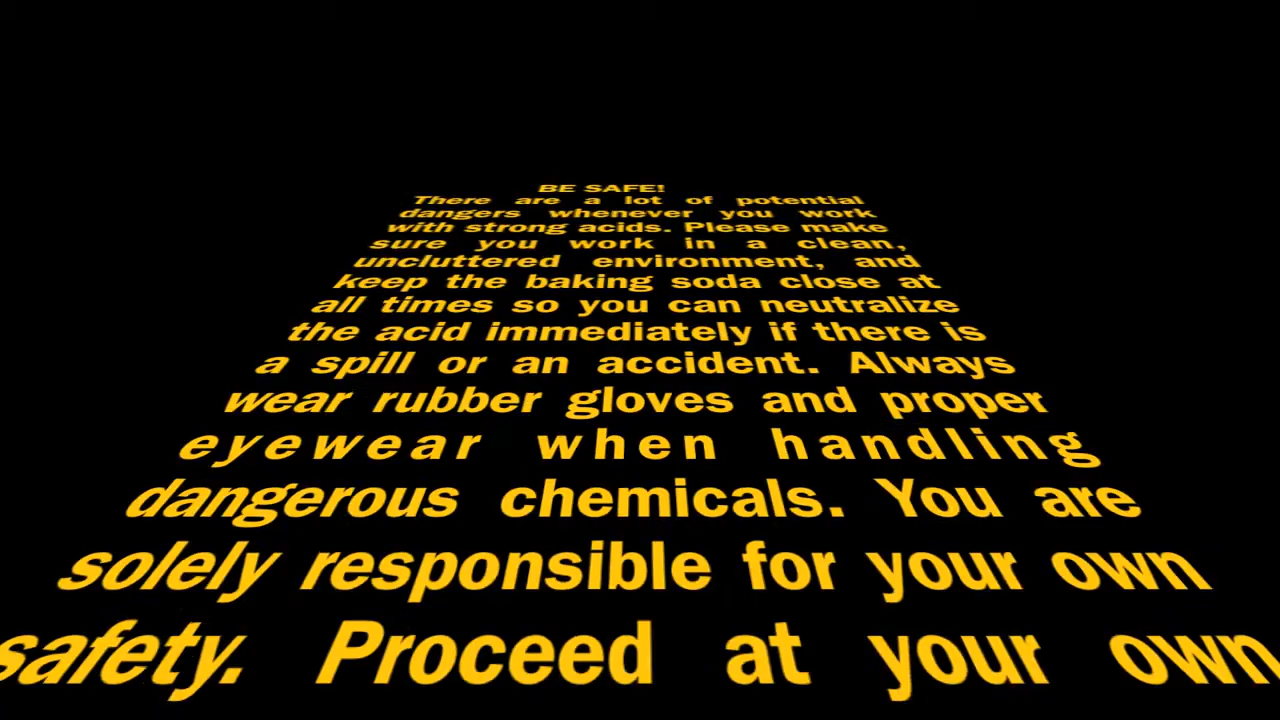 BE SAFE!
There are a lot of potential
dangers whenever you work
with strong acids. Please make
sure you work in a clean,
uncluttered environment, and
keep the baking soda close at
all times so you can neutralize
the acid immediately if there is
a spill or an accident. Always
wear rubber gloves and proper
eyewear when handling
dangerous chemicals. You are
solely responsible for your own
safety. Proceed at your own